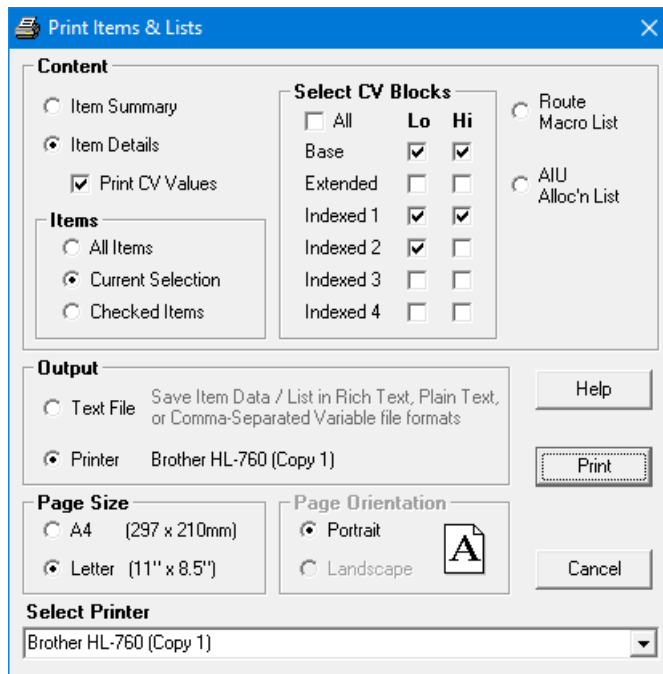 Print Items & Lists
Content
Item Summary
Item Details
Print CV Values
Items
All Items
Current Selection
Checked Items
Select CV Blocks
All Lo Hi
Base
Extended
Indexed 1
Indexed 2
Indexed 3
Indexed 4
Route
Macro List
AIU
Alloc'n List
Output
Text File
Save Item Data / List in Rich Text, Plain Text,
or Comma-Separated Variable file formats
Printer Brother HL-760 (Copy 1)
Help
Print
Cancel
Page Size
A4 (297 x 210mm)
Letter (11" x 8.5")
Page Orientation
Portrait
Landscape
A
Select Printer
Brother HL-760 (Copy 1)